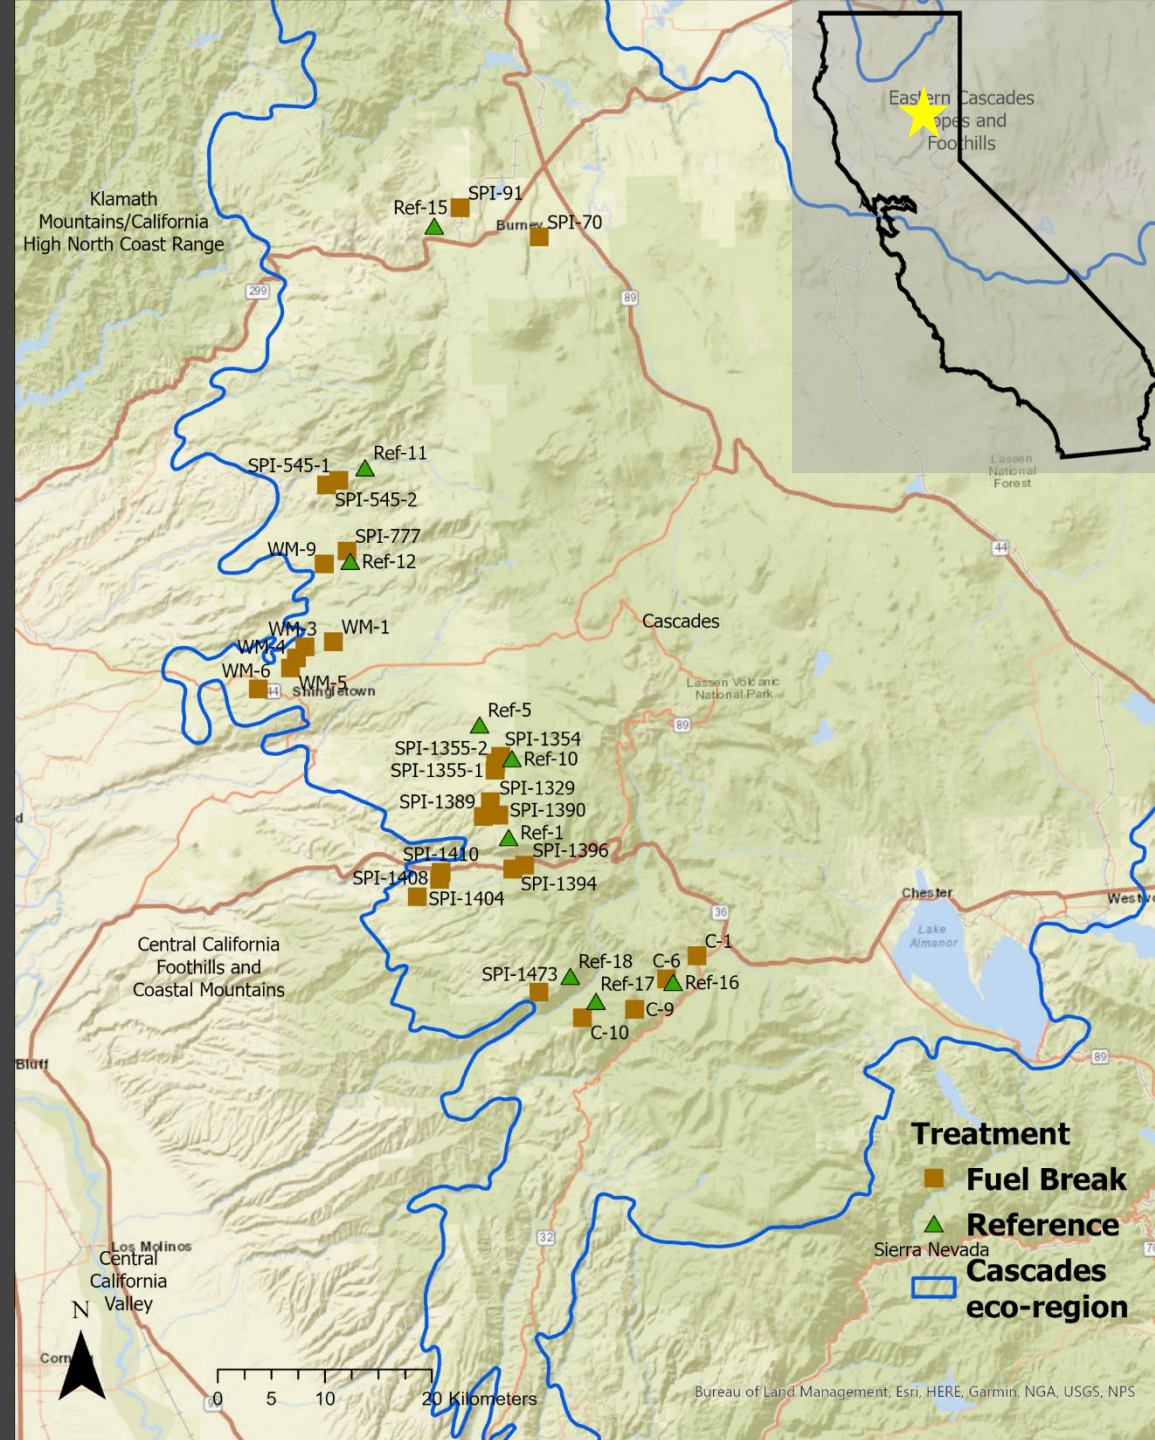 Eastern Cascades
Slopes and
Foothills
Klamath
Mountains/California
High North Coast Range
SPI-91
Ref-15
Burney
SPI-70
299
89
Lassen
National
Forest
Ref-11
SPI-545-1
SPI-545-2
44
SPI-777
WM-9
Ref-12
Cascades
WM-3
WM-1
WM-4
WM-6
WM-5
44
Shingletown
Lassen Volcanic
National Park
89
Ref-5
SPI-1354
SPI-1355-2
Ref-10
SPI-1355-1
SPI-1329
SPI-1389
SPI-1390
Ref-1
SPI-1396
SPI-1410
SPI-1408
SPI-1394
SPI-1404
Chester
36
Lake
Almanor
Central California
Foothills and
Coastal Mountains
C-1
C-6
Ref-18
SPI-1473
Ref-17
Ref-16
C-9
C-10
Bluff
89
Treatment
Fuel Break
Reference
Sierra Nevada
Cascades
eco-region
32
Los Molinos
Central
California
Valley
N
0
10
20 Kilometers
Bureau of Land Management, Esri, HERE, Garmin, NGA, USGS, NPS